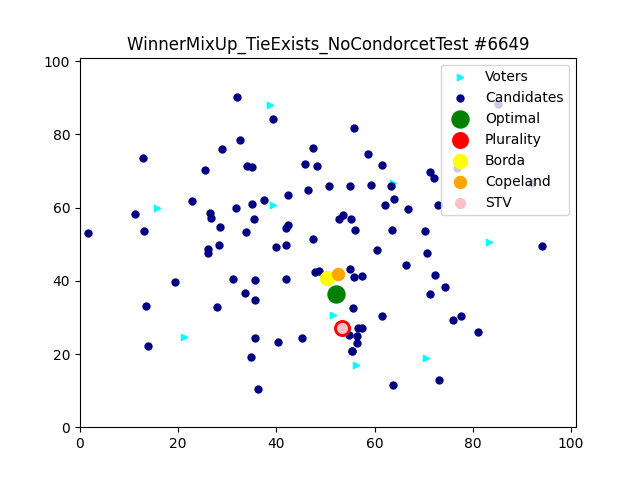 WinnerMixUp_TieExists_NoCondorcetTest #6649
100
80
60
40
20
0
0
20
40
60
80
100
Voters
Candidates
Optimal
Plurality
Borda
Copeland
STV